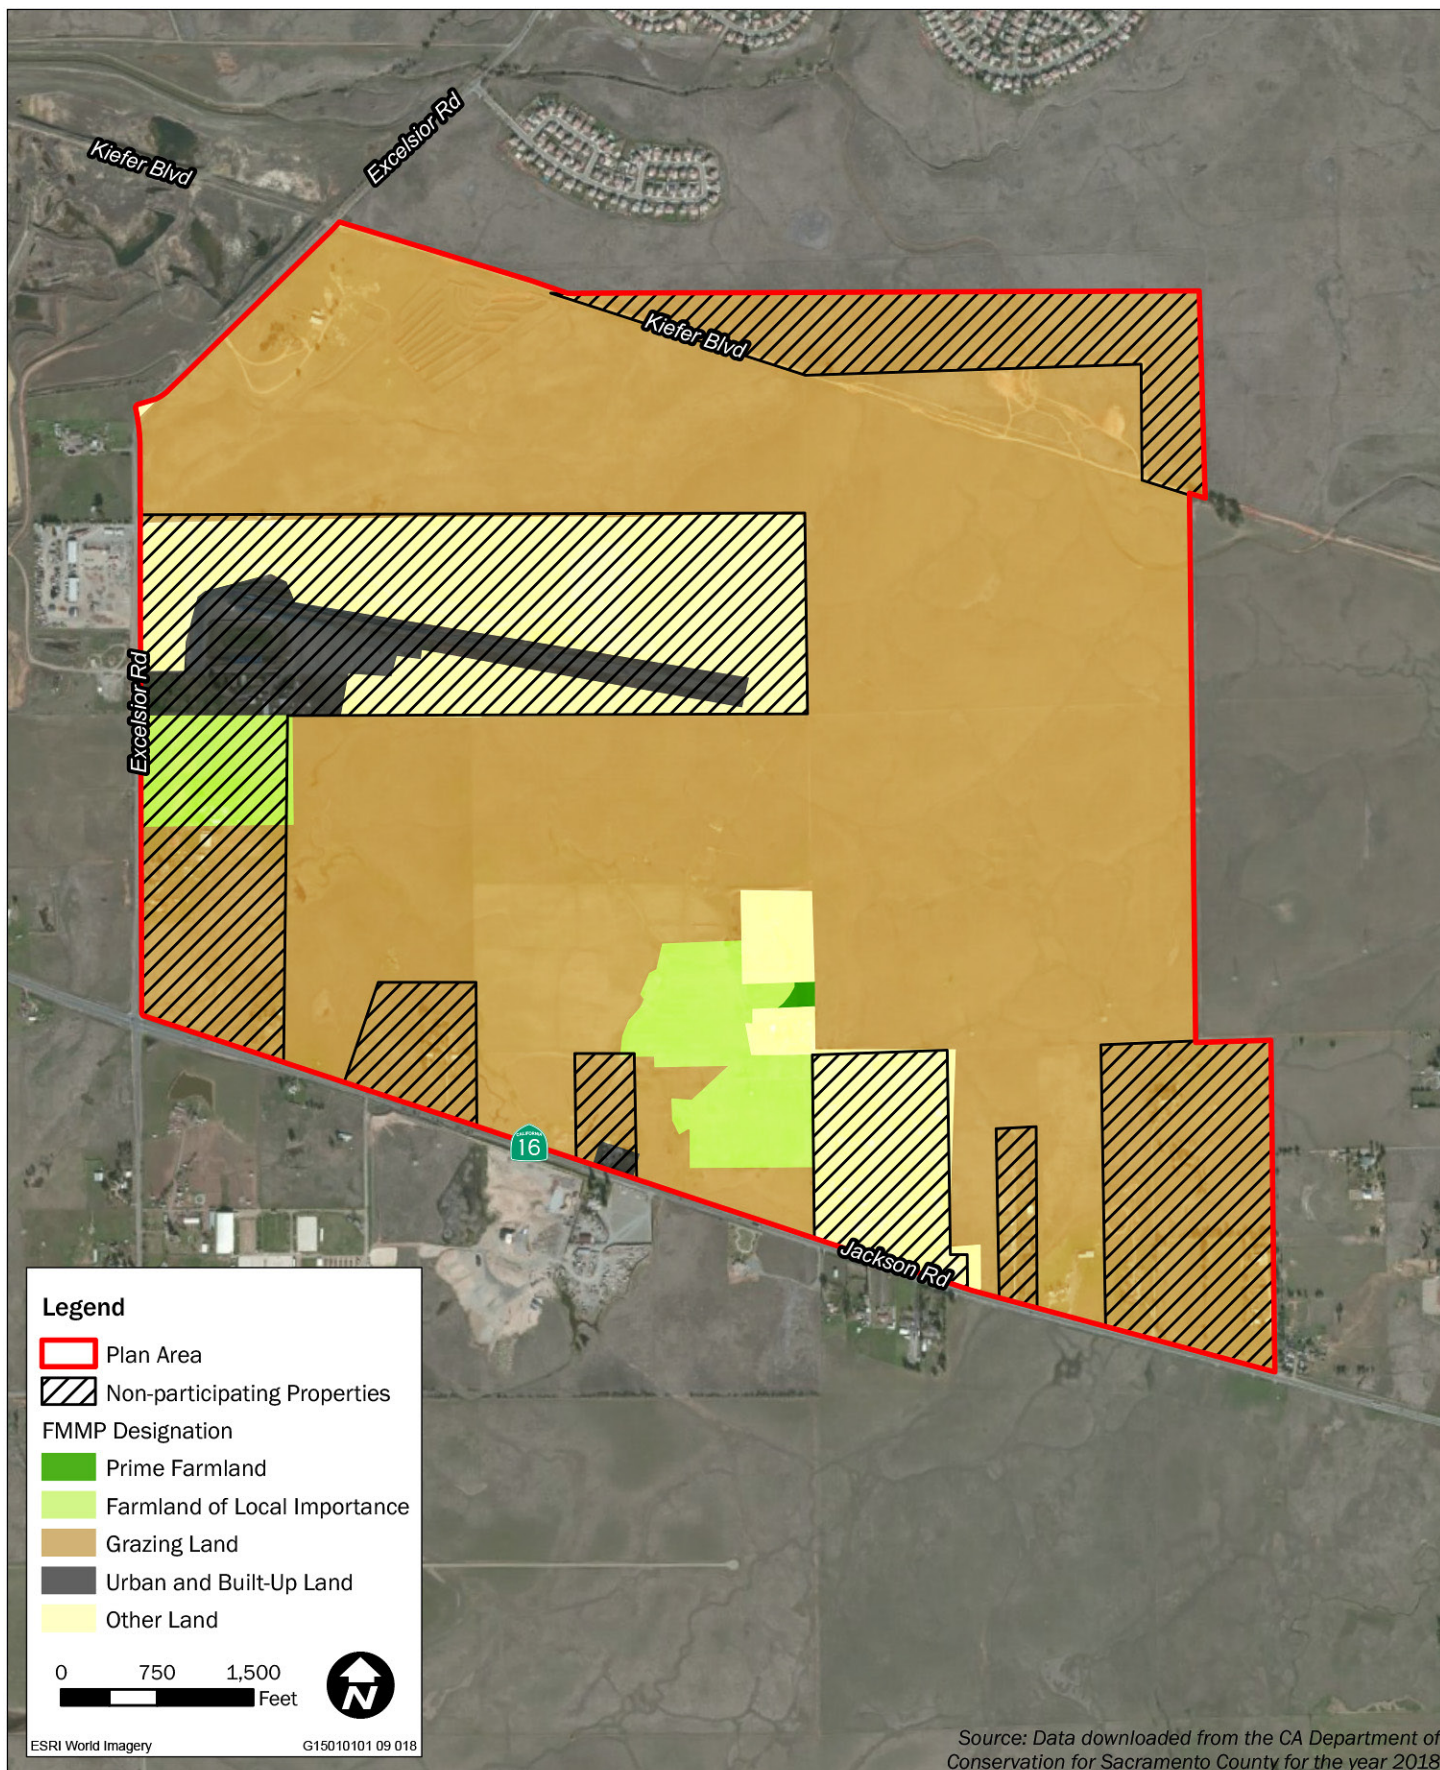 Excelsior Rd
Kiefer Blvd
Kiefer Blvd
Excelsior Rd
CALIFORNIA
16
Jackson Rd
Legend
Plan Area
Non-participating Properties
FMMP Designation
Prime Farmland
Farmland of Local Importance
Grazing Land
Urban and Built-Up Land
Other Land
0 750 1,500
Feet
N
ESRI World Imagery G15010101 09 018
Source: Data downloaded from the CA Department of
Conservation for Sacramento County for the year 2018